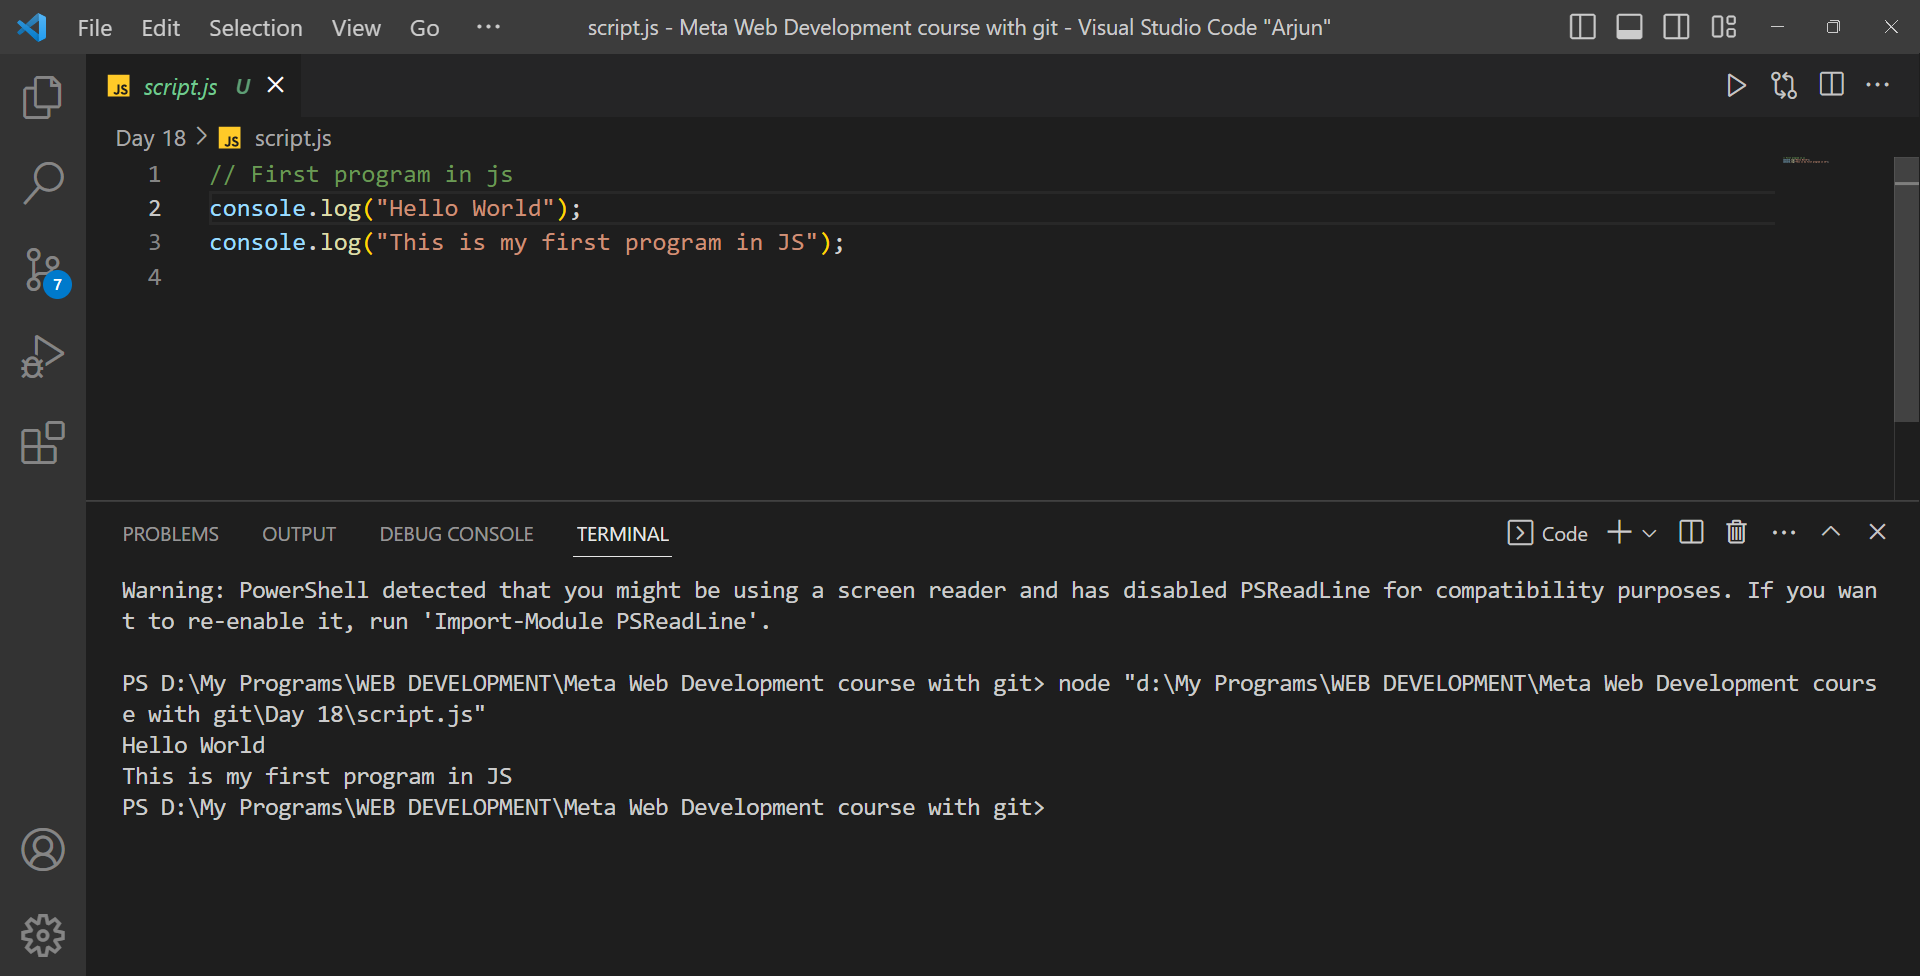 File Edit Selection View Go ··· script.js - Meta Web Development course with git - Visual Studio Code "Arjun"
JS script.js U
Day 18 > JS script.js
1 // First program in js
2 console.log("Hello World");
3 console.log("This is my first program in JS");
4
7
PROBLEMS OUTPUT DEBUG CONSOLE TERMINAL Code
Warning: PowerShell detected that you might be using a screen reader and has disabled PSReadLine for compatibility purposes. If you wan
t to re-enable it, run 'Import-Module PSReadLine'.
PS D:\My Programs\WEB DEVELOPMENT\Meta Web Development course with git> node "d:\My Programs\WEB DEVELOPMENT\Meta Web Development cours
e with git\Day 18\script.js"
Hello World
This is my first program in JS
PS D:\My Programs\WEB DEVELOPMENT\Meta Web Development course with git>